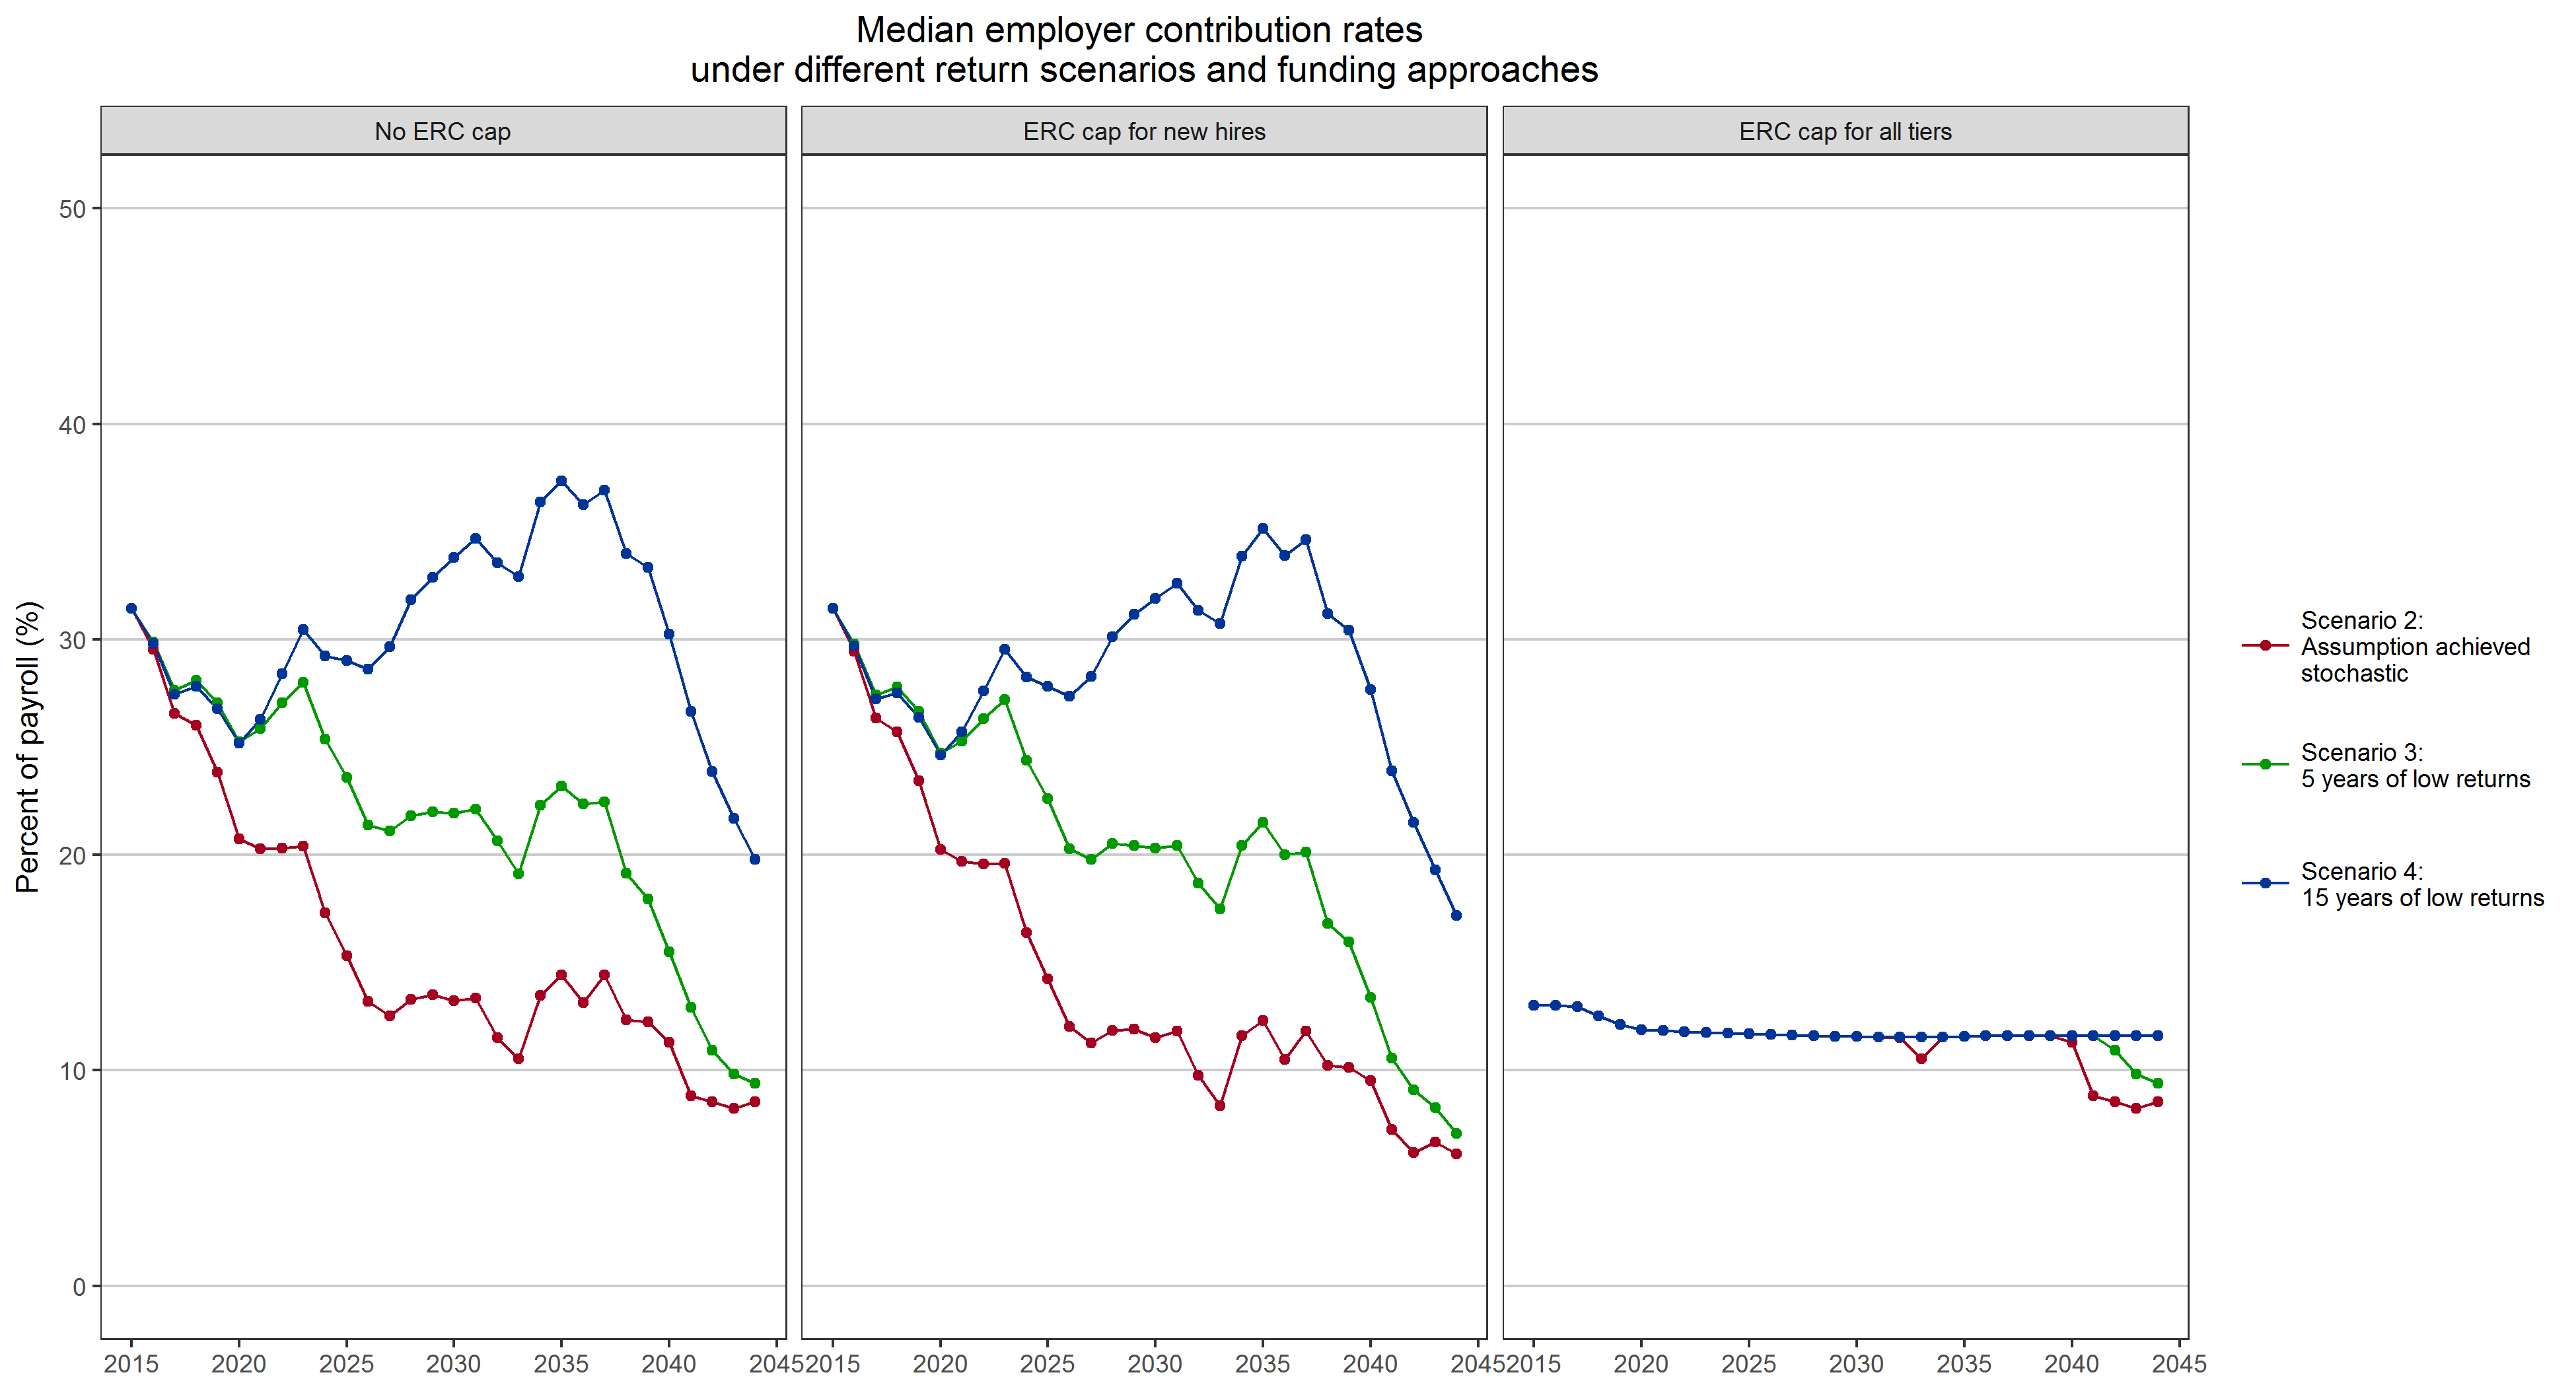 Median employer contribution rates
under different return scenarios and funding approaches
No ERC cap
ERC cap for new hires
ERC cap for all tiers
Percent of payroll (%)
50
40
30
20
10
0
2015 2020 2025 2030 2035 2040 2045
2015 2020 2025 2030 2035 2040 2045
2015 2020 2025 2030 2035 2040 2045
Scenario 2:
Assumption achieved
stochastic
Scenario 3:
5 years of low returns
Scenario 4:
15 years of low returns